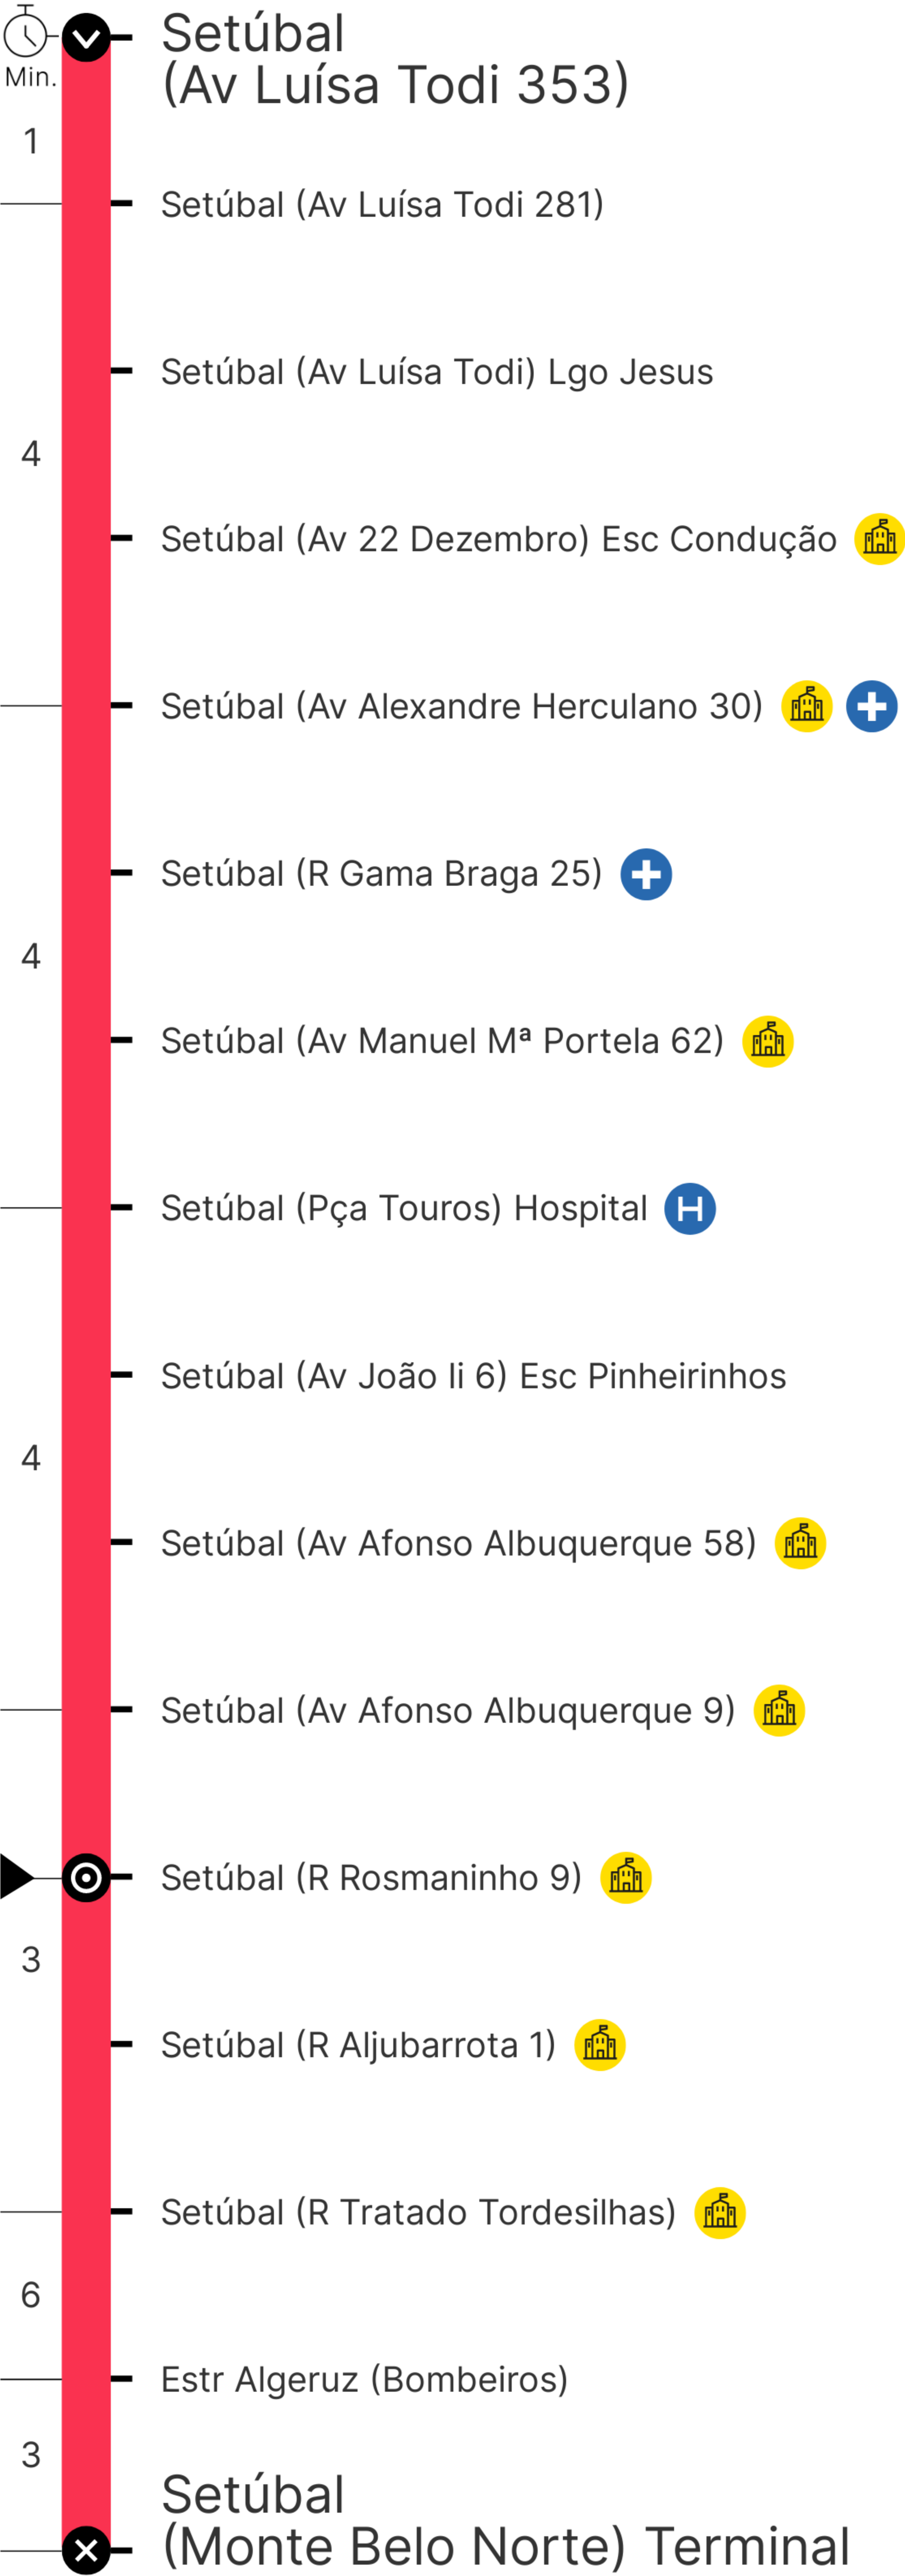 Setúbal
(Av Luísa Todi 353)
Min.
1
Setúbal (Av Luísa Todi 281)
Setúbal (Av Luísa Todi) Lgo Jesus
4
Setúbal (Av 22 Dezembro) Esc Condução
Setúbal (Av Alexandre Herculano 30)
Setúbal (R Gama Braga 25)
4
Setúbal (Av Manuel Mª Portela 62)
Setúbal (Pça Touros) Hospital H
Setúbal (Av João Ii 6) Esc Pinheirinhos
4
Setúbal (Av Afonso Albuquerque 58)
Setúbal (Av Afonso Albuquerque 9)
Setúbal (R Rosmaninho 9)
3
Setúbal (R Aljubarrota 1)
Setúbal (R Tratado Tordesilhas)
6
Estr Algeruz (Bombeiros)
3
Setúbal
(Monte Belo Norte) Terminal